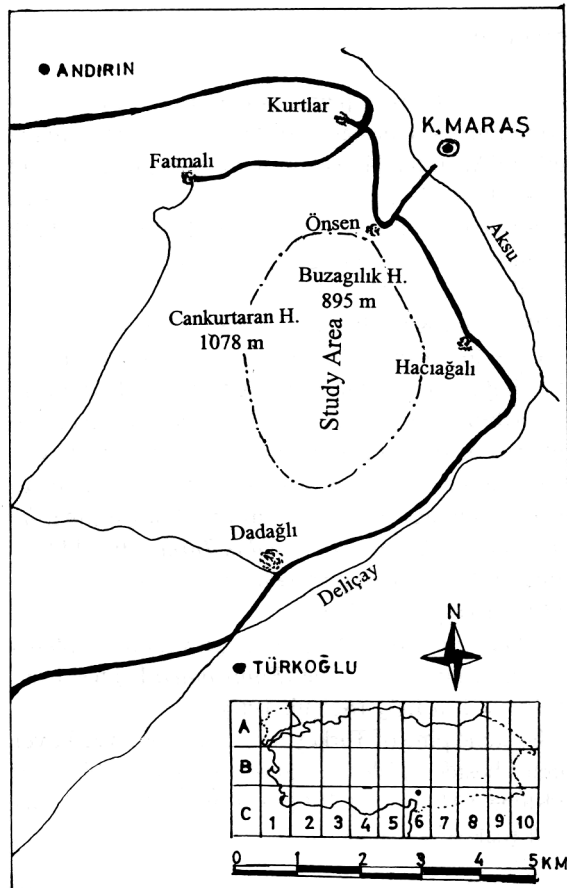 ANDIRIN
Kurtlar
K.MARAŞ
Fatmalı
Önsen
Aksu
Buzagılık H.
895 m
Cankurtaran H.
1078 m
Study Area
Hacıağalı
Dadağlı
Deliçay
N
TÜRKOĞLU
A
B
C
1 2 3 4 5 6 7 8 9 10
0 1 2 3 4 5 KM